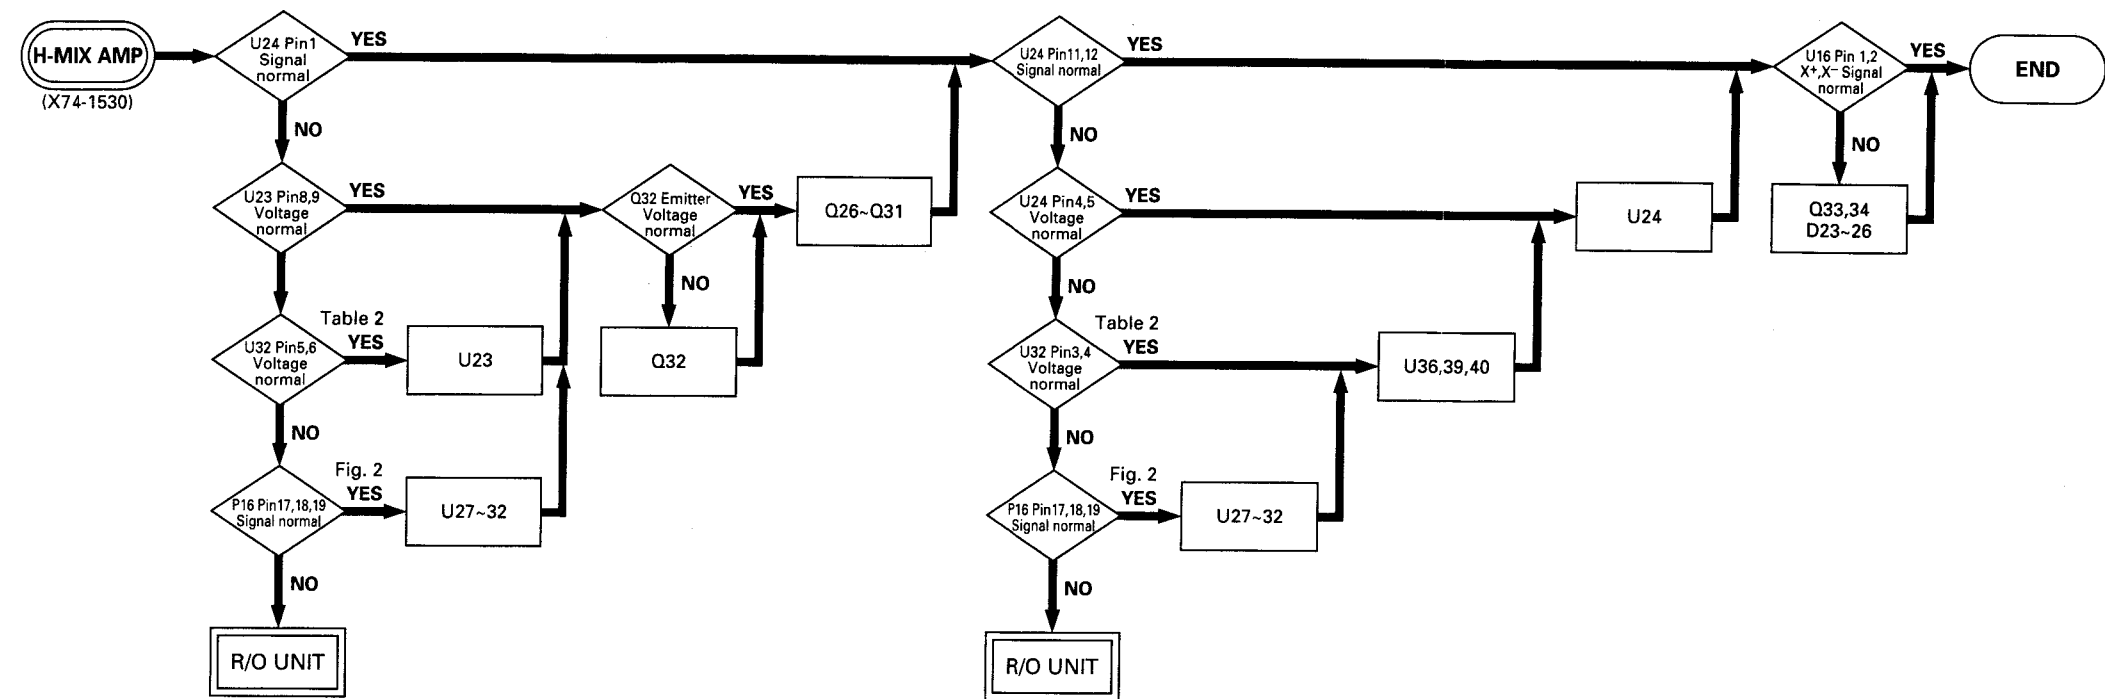 H-MIX AMP
(X74-1530)
U24 Pin1
Signal
normal
YES
NO
U24 Pin11,12
Signal normal
YES
NO
U16 Pin 1,2
X+,X− Signal
normal
YES
NO
END
U23 Pin8,9
Voltage
normal
YES
Q32 Emitter
Voltage
normal
YES
NO
Q26~Q31
U24 Pin4,5
Voltage
normal
YES
NO
U24
Q33,34
D23~26
U32 Pin5,6
Voltage
normal
Table 2
YES
NO
U23
Q32
U32 Pin3,4
Voltage
normal
Table 2
YES
NO
U36,39,40
P16 Pin17,18,19
Signal normal
Fig. 2
YES
NO
U27~32
P16 Pin17,18,19
Signal normal
Fig. 2
YES
NO
U27~32
R/O UNIT
R/O UNIT